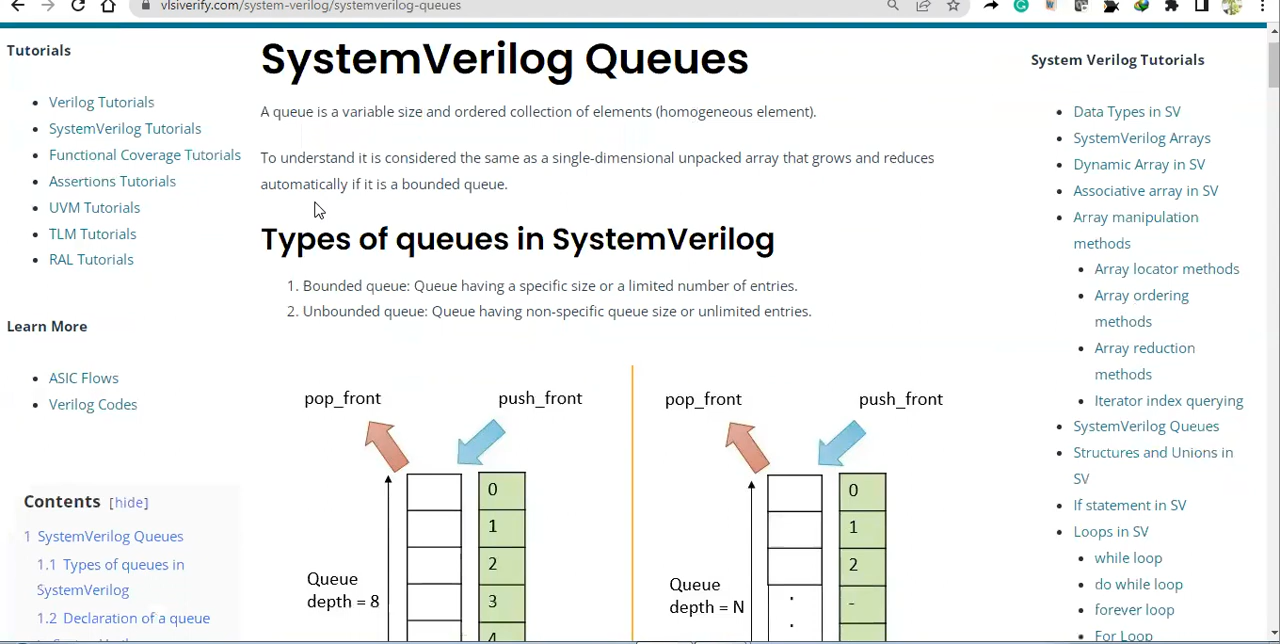 vlsiverify.com/system-verilog/systemverilog-queues
Tutorials
Verilog Tutorials
SystemVerilog Tutorials
Functional Coverage Tutorials
Assertions Tutorials
UVM Tutorials
TLM Tutorials
RAL Tutorials
Learn More
ASIC Flows
Verilog Codes
Contents [hide]
1 SystemVerilog Queues
1.1 Types of queues in
SystemVerilog
1.2 Declaration of a queue
SystemVerilog Queues
A queue is a variable size and ordered collection of elements (homogeneous element).
To understand it is considered the same as a single-dimensional unpacked array that grows and reduces
automatically if it is a bounded queue.
Types of queues in SystemVerilog
1. Bounded queue: Queue having a specific size or a limited number of entries.
2. Unbounded queue: Queue having non-specific queue size or unlimited entries.
pop_front
push_front
0
1
2
3
4
Queue
depth = 8
pop_front
push_front
0
1
2
-
Queue
depth = N
System Verilog Tutorials
Data Types in SV
SystemVerilog Arrays
Dynamic Array in SV
Associative array in SV
Array manipulation
methods
Array locator methods
Array ordering
methods
Array reduction
methods
Iterator index querying
SystemVerilog Queues
Structures and Unions in
SV
If statement in SV
Loops in SV
while loop
do while loop
forever loop
For Loop